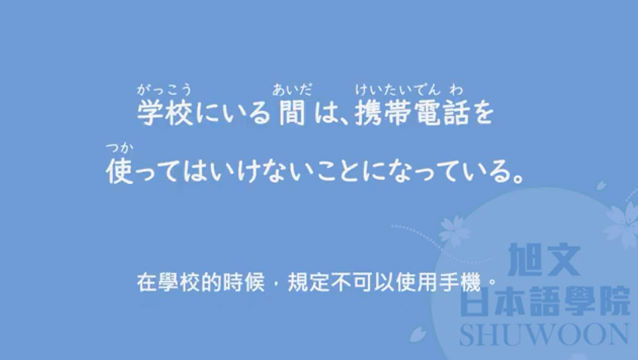 がっこう あいだ けいたいでん わ
学校にいる間は、携帯電話を
つか
使ってはいけないことになっている。
在學校的時候，規定不可以使用手機。
旭文
日本語學院
SHUWOON